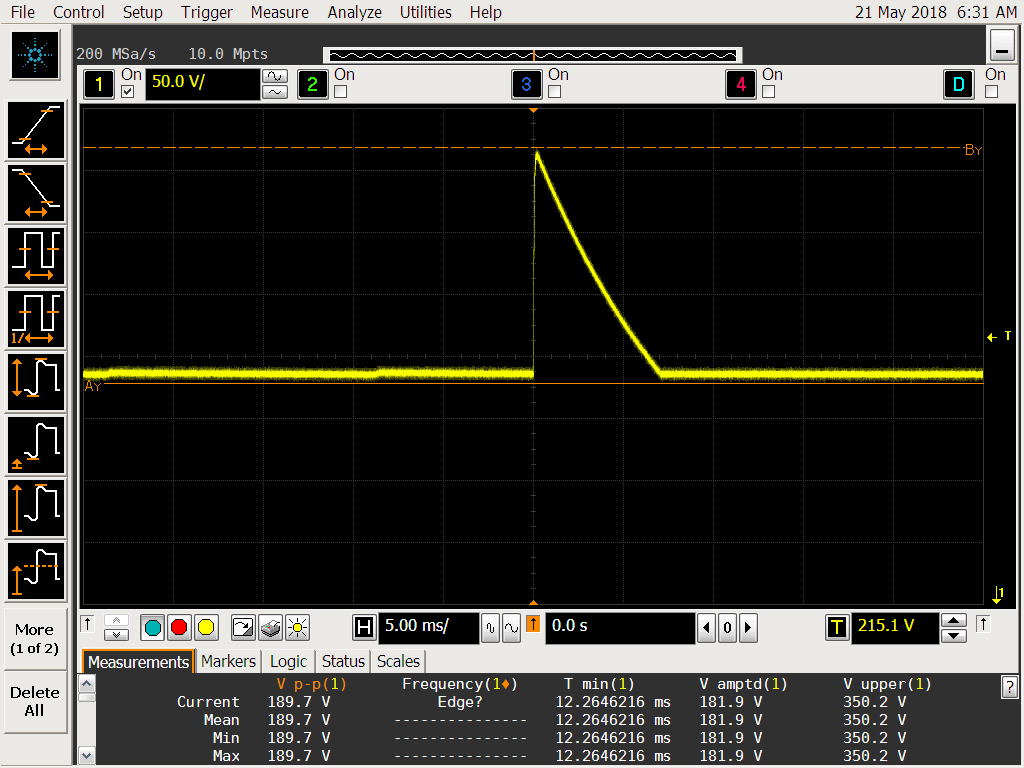 File Control Setup Trigger Measure Analyze Utilities Help 21 May 2018 6:31 AM
200 MSa/s 10.0 Mpts
1 On 50.0 V/ 2 On 3 On 4 On D On
By
T
Ay
1/
1
More
(1 of 2)
Delete
All
H 5.00 ms/ 0.0 s 0 T 215.1 V
Measurements Markers Logic Status Scales
V p-p(1) Frequency(1♦) T min(1) V amptd(1) V upper(1)
Current 189.7 V Edge? 12.2646216 ms 181.9 V 350.2 V
Mean 189.7 V --------------- 12.2646216 ms 181.9 V 350.2 V
Min 189.7 V --------------- 12.2646216 ms 181.9 V 350.2 V
Max 189.7 V --------------- 12.2646216 ms 181.9 V 350.2 V
?